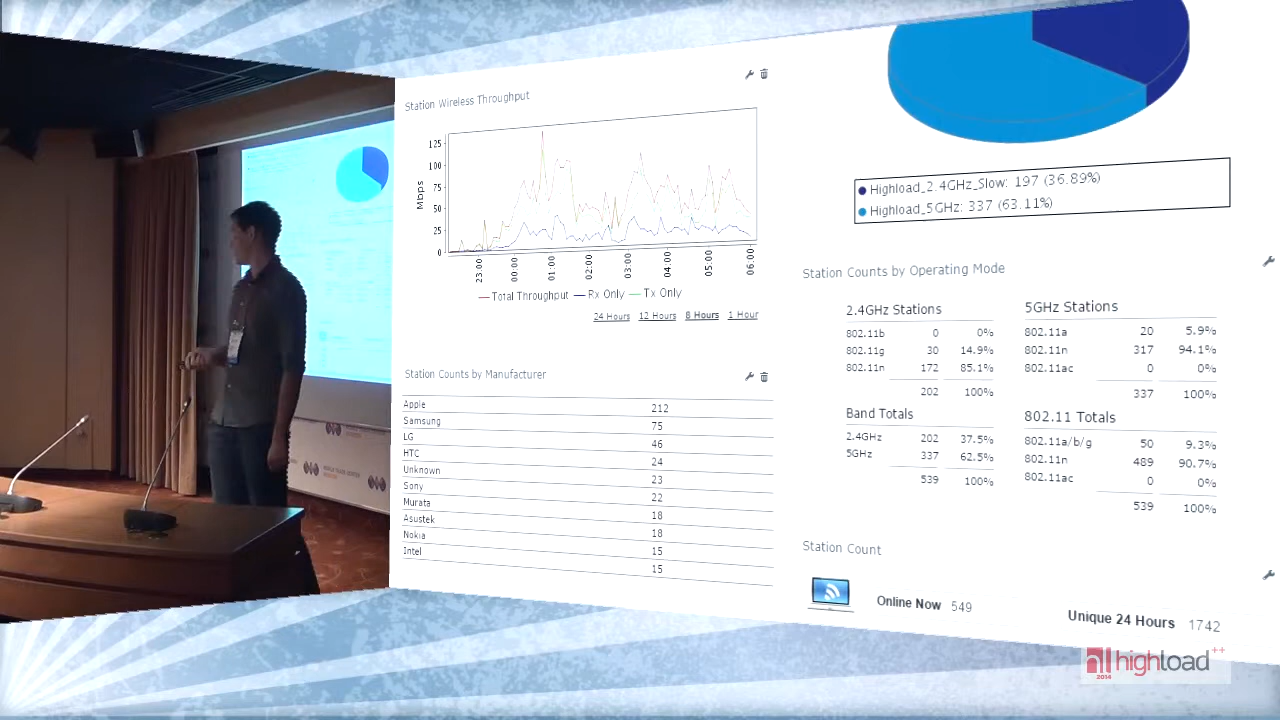 Station Wireless Throughput
125
100
75
50
25
0
Mbps
23:00
00:00
01:00
02:00
03:00
04:00
05:00
06:00
Total Throughput Rx Only Tx Only
24 Hours 12 Hours 8 Hours 1 Hour
Station Counts by Manufacturer
Apple 212
Samsung 75
LG 46
HTC 24
Unknown 23
Sony 22
Murata 18
Asustek 18
Nokia 15
Intel 15
Highload_2.4GHz_Slow: 197 (36.89%)
Highload_5GHz: 337 (63.11%)
Station Counts by Operating Mode
2.4GHz Stations
802.11b 0 0%
802.11g 30 14.9%
802.11n 172 85.1%
202 100%
5GHz Stations
802.11a 20 5.9%
802.11n 317 94.1%
802.11ac 0 0%
337 100%
Band Totals
2.4GHz 202 37.5%
5GHz 337 62.5%
539 100%
802.11 Totals
802.11a/b/g 50 9.3%
802.11n 489 90.7%
802.11ac 0 0%
539 100%
Station Count
Online Now 549
Unique 24 Hours 1742
highload++
2014